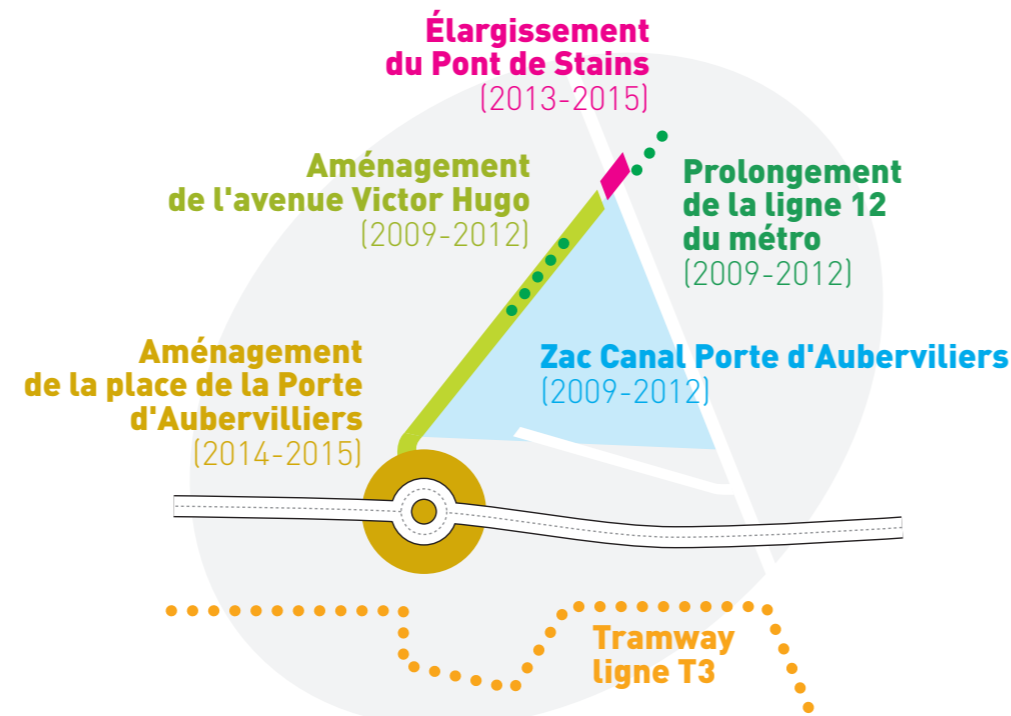 Élargissement
du Pont de Stains
(2013-2015)
Aménagement
de l'avenue Victor Hugo
(2009-2012)
Prolongement
de la ligne 12
du métro
(2009-2012)
Aménagement
de la place de la Porte
d'Aubervilliers
(2014-2015)
Zac Canal Porte d'Auberviliers
(2009-2012)
Tramway
ligne T3